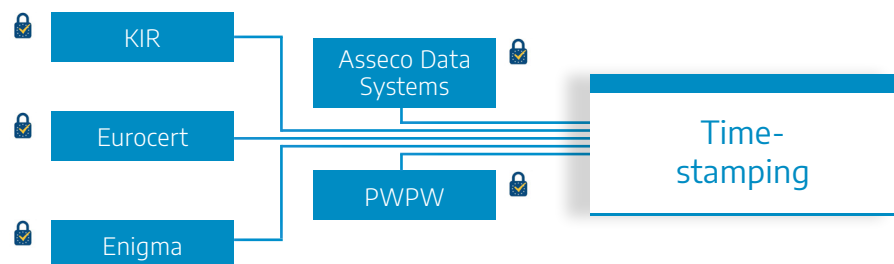 KIR
Asseco Data
Systems
Eurocert
Time-
stamping
PWPW
Enigma